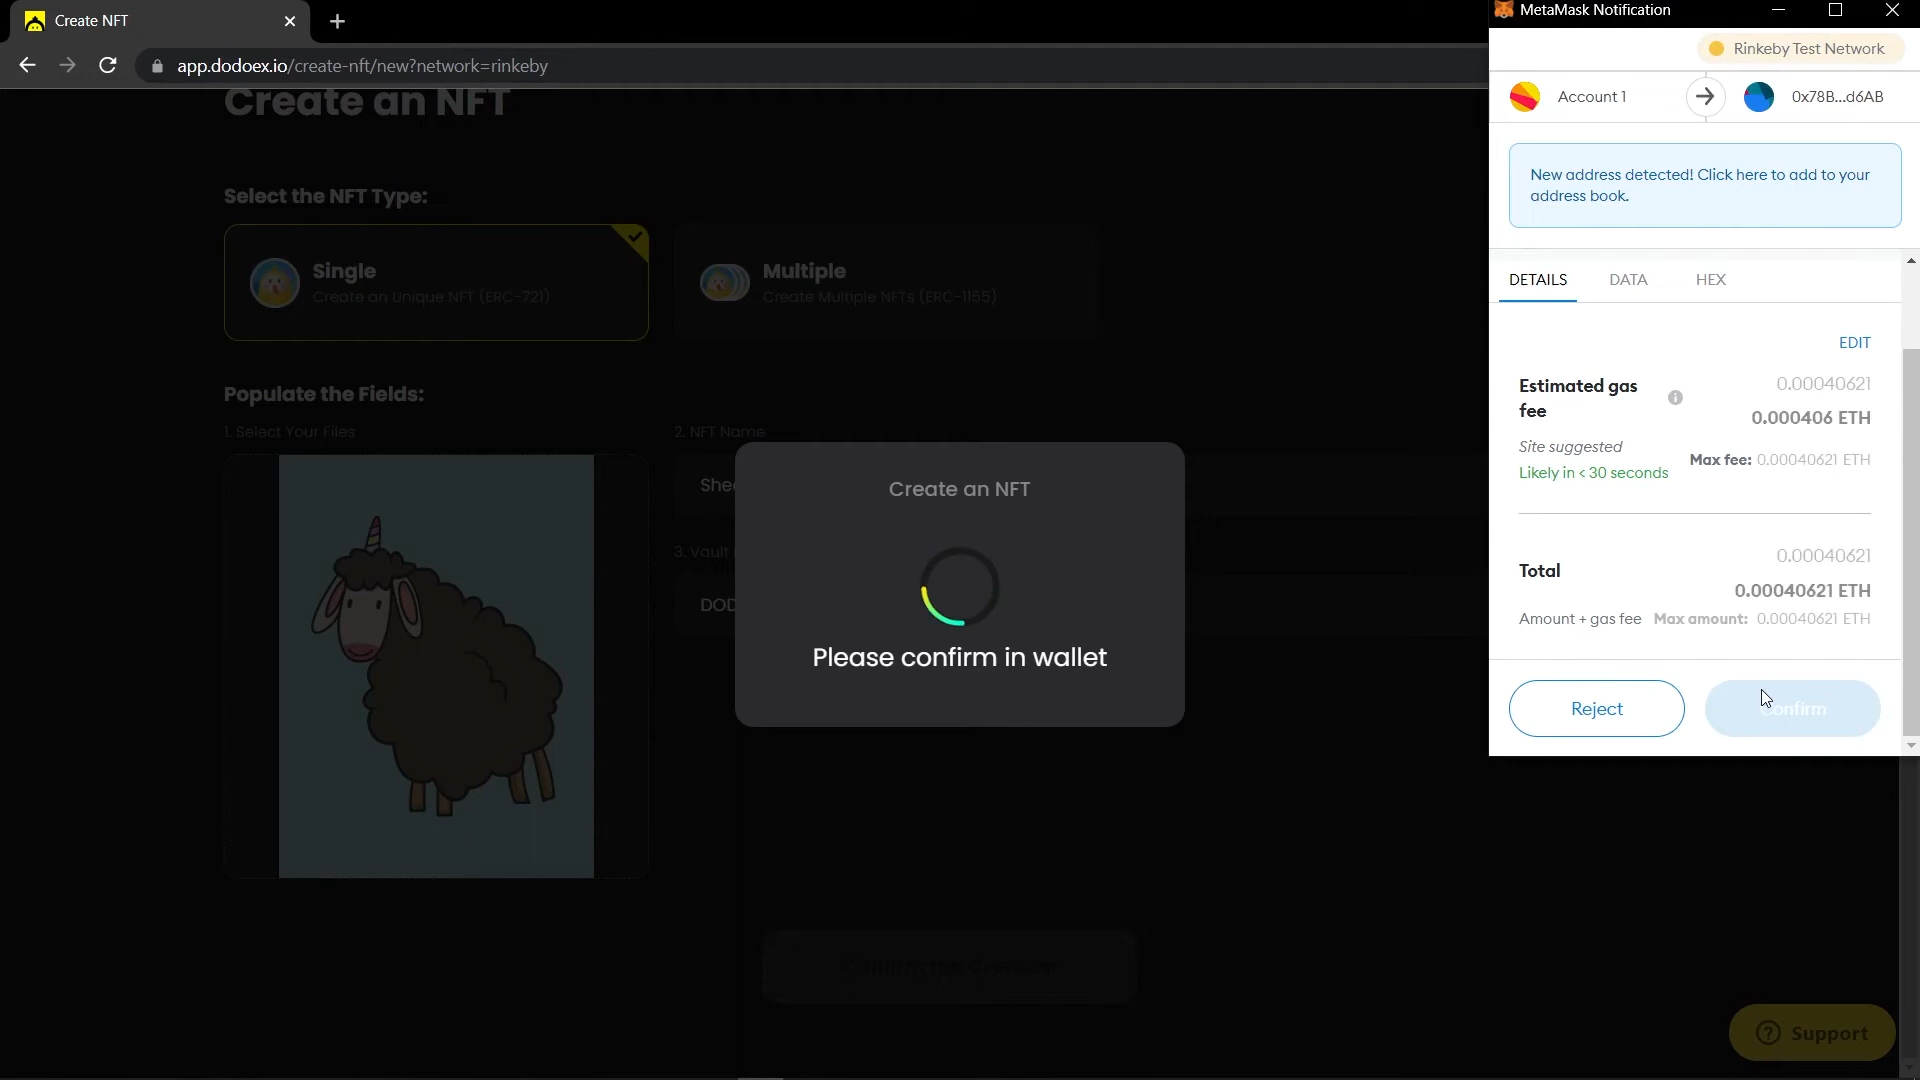 Create NFT
app.dodoex.io/create-nft/new?network=rinkeby
Create an NFT
Select the NFT Type:
Single
Create an Unique NFT (ERC-721)
Multiple
Create Multiple NFTs (ERC-1155)
Populate the Fields:
1. Select Your Files
2. NFT Name
3. Vault
Create an NFT
Please confirm in wallet
Support
MetaMask Notification
Rinkeby Test Network
Account 1
0x78B...d6AB
New address detected! Click here to add to your
address book.
DETAILS
DATA
HEX
EDIT
Estimated gas
fee
0.00040621
0.000406 ETH
Site suggested
Likely in < 30 seconds
Max fee: 0.00040621 ETH
Total
0.00040621
0.00040621 ETH
Amount + gas fee Max amount: 0.00040621 ETH
Reject
Confirm